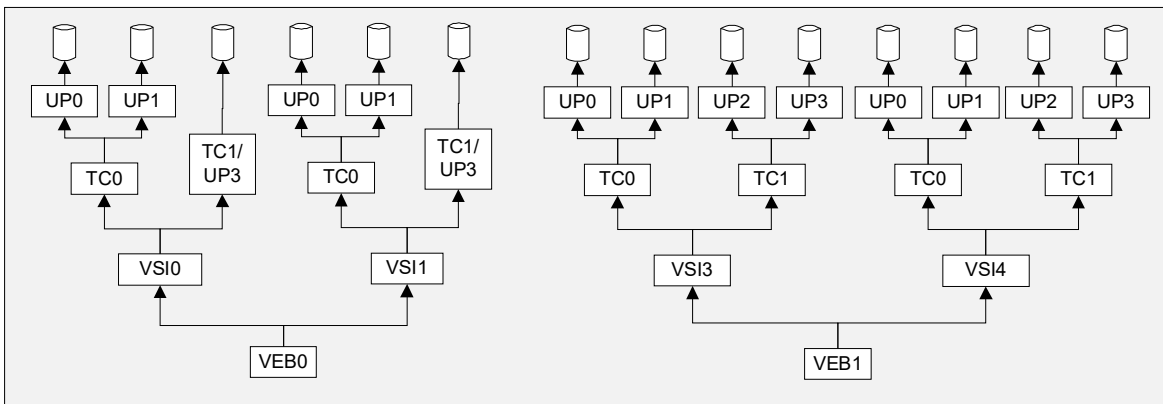 UP0 UP1 UP0 UP1 UP0 UP1 UP2 UP3 UP0 UP1 UP2 UP3
TC0 TC1/ TC0 TC1/ TC0 TC1 TC0 TC1
UP3 UP3
VSI0 VSI1 VSI3 VSI4
VEB0 VEB1